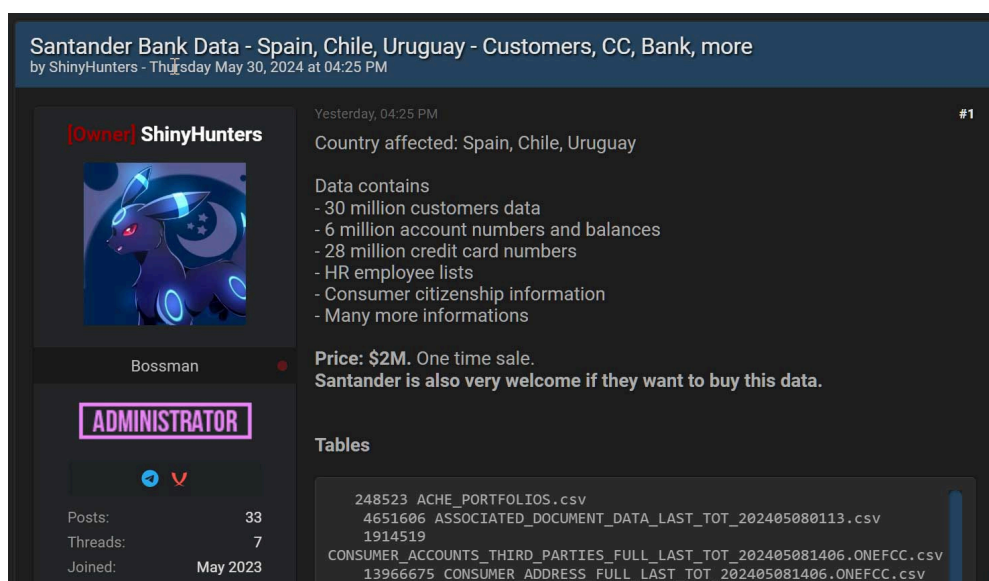 Santander Bank Data - Spain, Chile, Uruguay - Customers, CC, Bank, more
by ShinyHunters - Thursday May 30, 2024 at 04:25 PM
[Owner] ShinyHunters
Bossman
ADMINISTRATOR
Posts: 33
Threads: 7
Joined: May 2023
Yesterday, 04:25 PM #1
Country affected: Spain, Chile, Uruguay
Data contains
- 30 million customers data
- 6 million account numbers and balances
- 28 million credit card numbers
- HR employee lists
- Consumer citizenship information
- Many more informations
Price: $2M. One time sale.
Santander is also very welcome if they want to buy this data.
Tables
248523 ACHE_PORTFOLIOS.csv
4651606 ASSOCIATED_DOCUMENT_DATA_LAST_TOT_202405080113.csv
1914519
CONSUMER_ACCOUNTS_THIRD_PARTIES_FULL_LAST_TOT_202405081406.ONEFCC.csv
13966675 CONSUMER_ADDRESS_FULL_LAST_TOT_202405081406.ONEFCC.csv